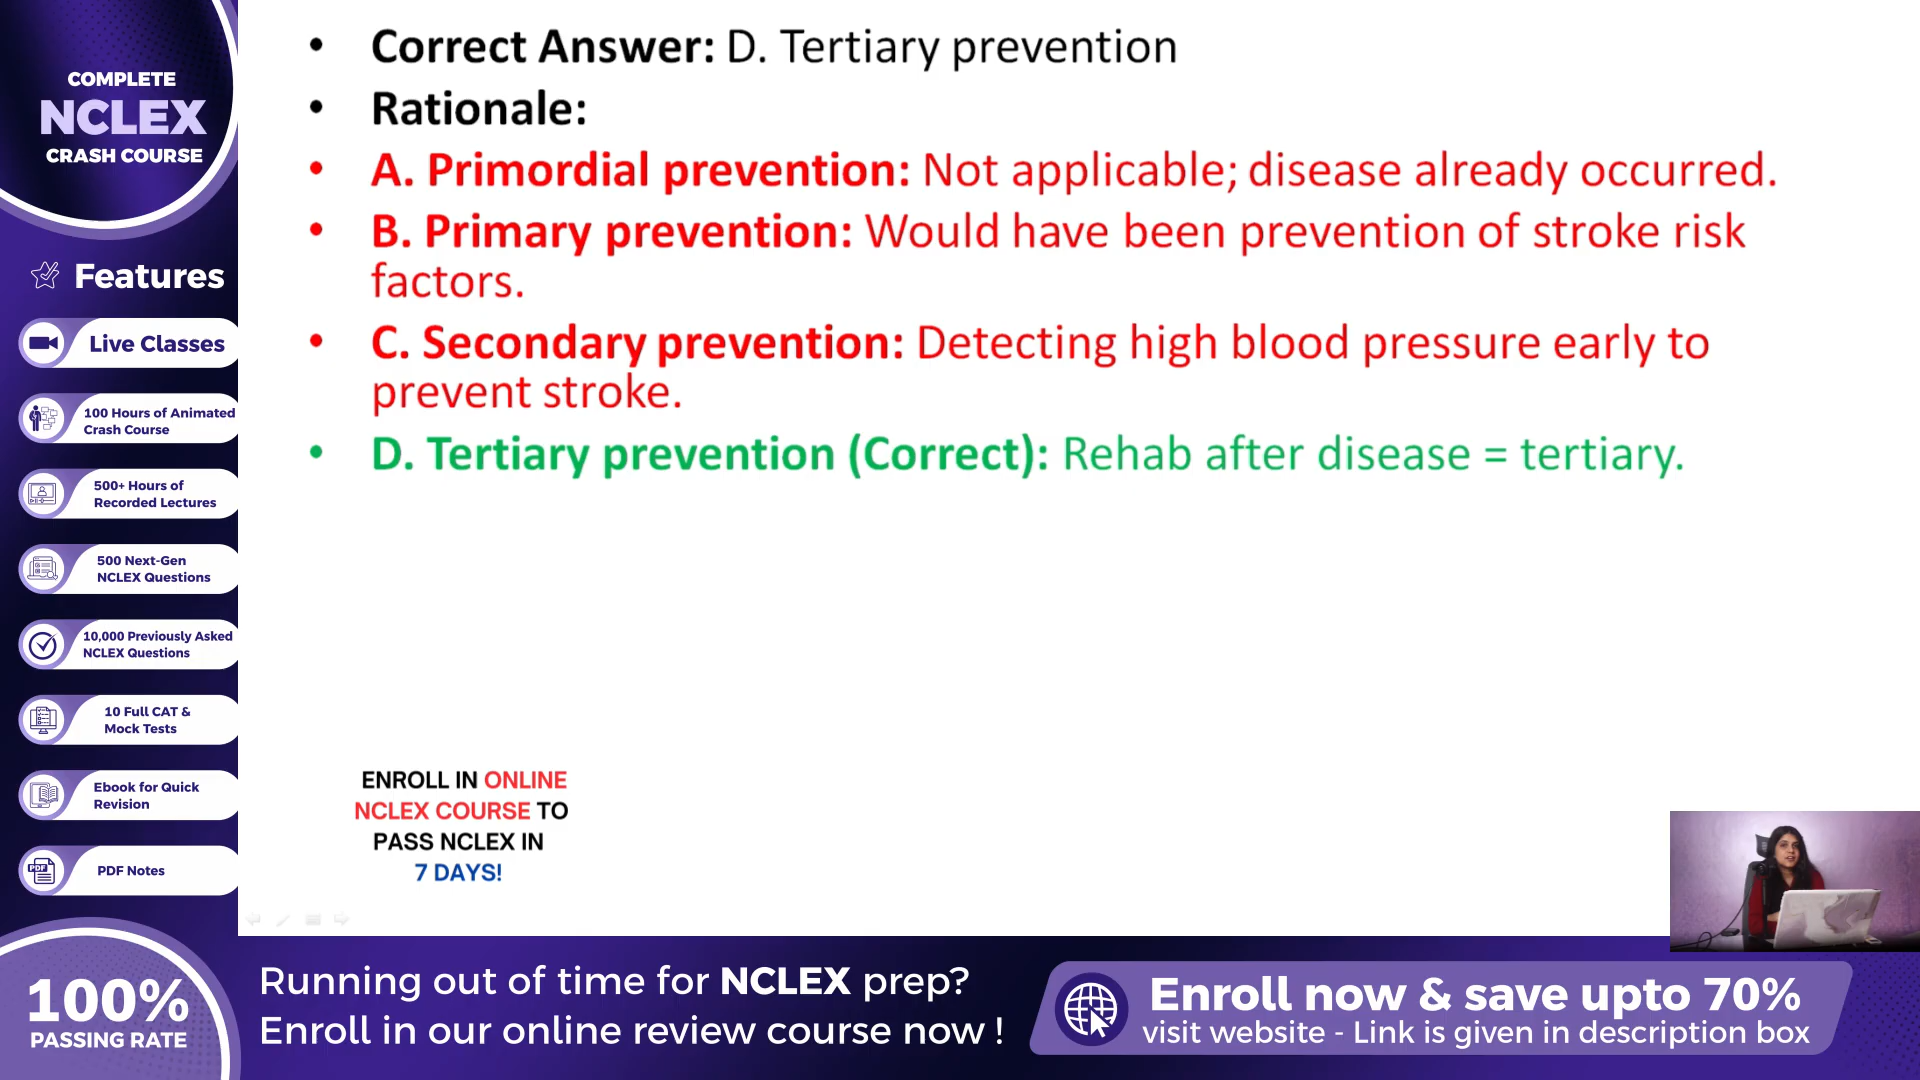 COMPLETE
NCLEX
CRASH COURSE
Features
Live Classes
100 Hours of Animated
Crash Course
500+ Hours of
Recorded Lectures
500 Next-Gen
NCLEX Questions
10,000 Previously Asked
NCLEX Questions
10 Full CAT &
Mock Tests
Ebook for Quick
Revision
PDF
PDF Notes
100%
PASSING RATE
• Correct Answer: D. Tertiary prevention
• Rationale:
• A. Primordial prevention: Not applicable; disease already occurred.
• B. Primary prevention: Would have been prevention of stroke risk
factors.
• C. Secondary prevention: Detecting high blood pressure early to
prevent stroke.
• D. Tertiary prevention (Correct): Rehab after disease = tertiary.
ENROLL IN ONLINE
NCLEX COURSE TO
PASS NCLEX IN
7 DAYS!
Running out of time for NCLEX prep?
Enroll in our online review course now !
Enroll now & save upto 70%
visit website - Link is given in description box